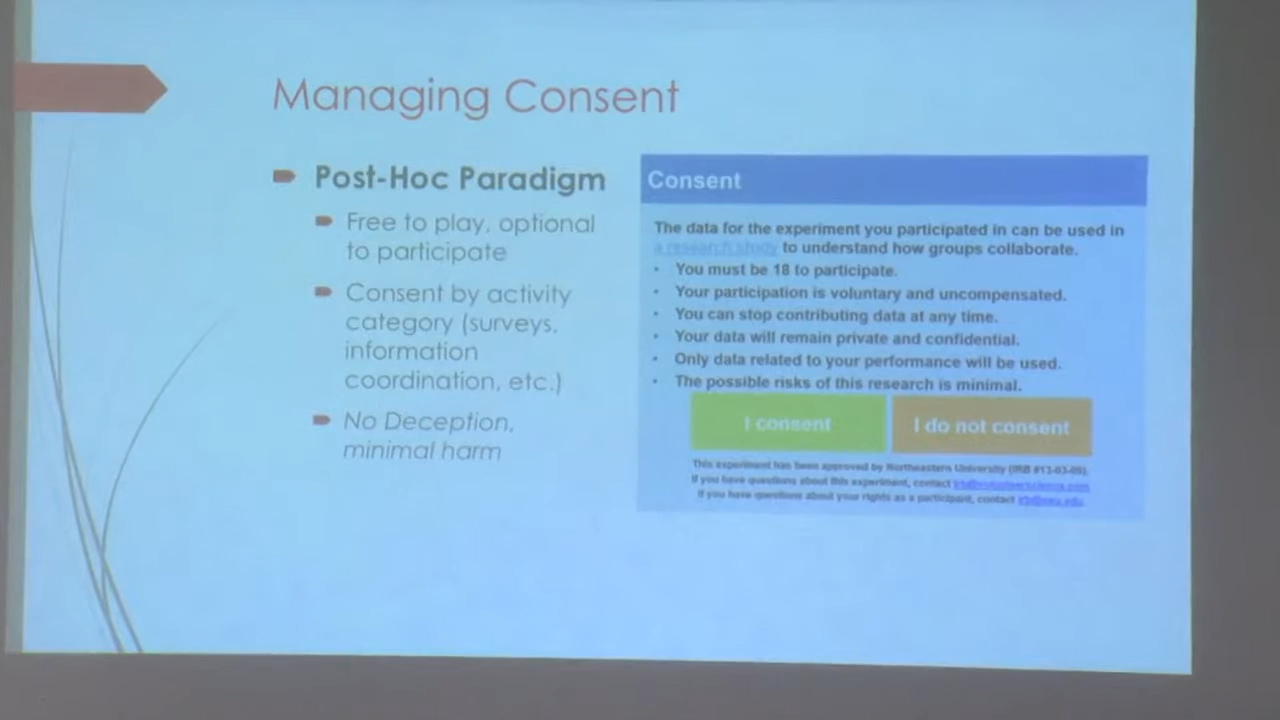 Managing Consent
Post-Hoc Paradigm
Free to play, optional
to participate
Consent by activity
category (surveys,
information
coordination, etc.)
No Deception,
minimal harm
Consent
The data for the experiment you participated in can be used in
a research study to understand how groups collaborate.
• You must be 18 to participate.
• Your participation is voluntary and uncompensated.
• You can stop contributing data at any time.
• Your data will remain private and confidential.
• Only data related to your performance will be used.
• The possible risks of this research is minimal.
I consent
I do not consent
This experiment has been approved by Northeastern University (IRB #13-03-09).
If you have questions about this experiment, contact
If you have questions about your rights as a participant, contact irb@neu.edu.